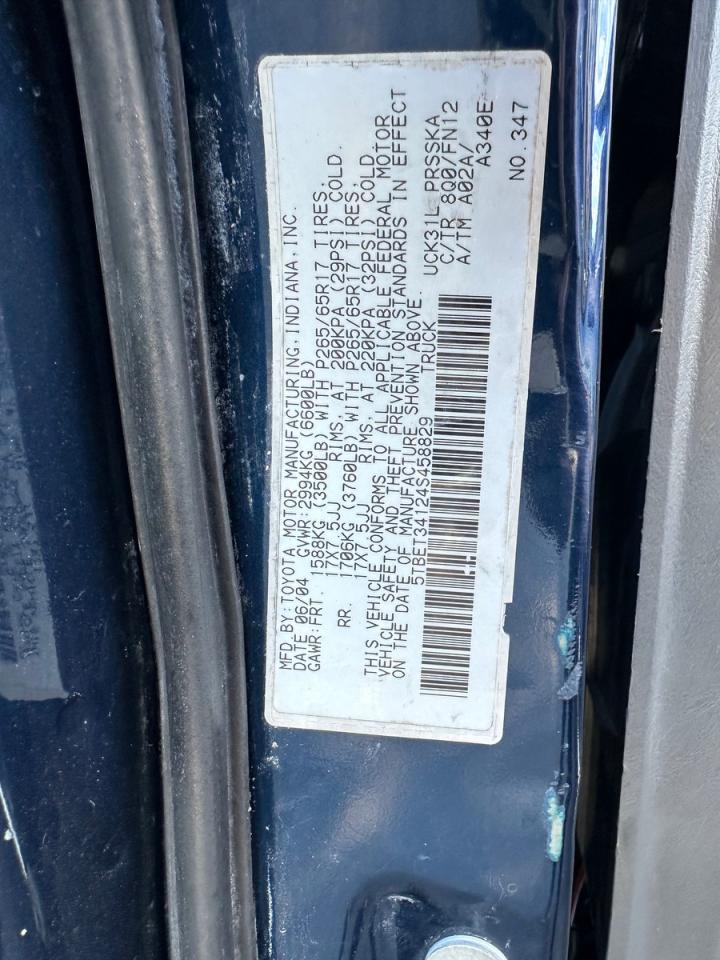 MFD.BY:TOYOTA MOTOR MANUFACTURING,INDIANA,INC.
DATE 06/04 GVWR:2994KG (6600LB)
GAWR:FRT. 1588KG (3500LB) WITH P265/65R17 TIRES,
17X7.5JJ RIMS, AT 200KPA (29PSI) COLD.
RR. 1706KG (3760LB) WITH P265/65R17 TIRES,
17X7.5JJ RIMS, AT 220KPA (32PSI) COLD.
THIS VEHICLE CONFORMS TO ALL APPLICABLE FEDERAL MOTOR
VEHICLE SAFETY AND THEFT PREVENTION STANDARDS IN EFFECT
ON THE DATE OF MANUFACTURE SHOWN ABOVE.
5TBET34124S458829 TRUCK
UCK31L PRSSKA
C/TR 8Q0/FN12
A/TM A02A/
A340E
NO.347